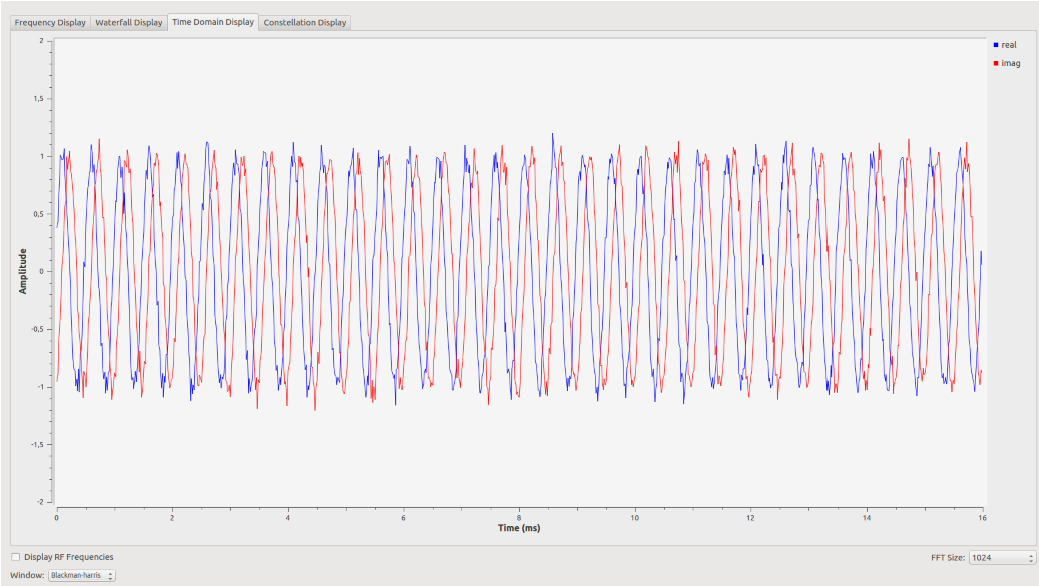 Frequency Display Waterfall Display Time Domain Display Constellation Display
2
1,5
1
0,5
0
-0,5
-1
-1,5
-2
Amplitude
0 2 4 6 8 10 12 14 16
Time (ms)
real
imag
Display RF Frequencies
FFT Size: 1024
Window: Blackman-harris